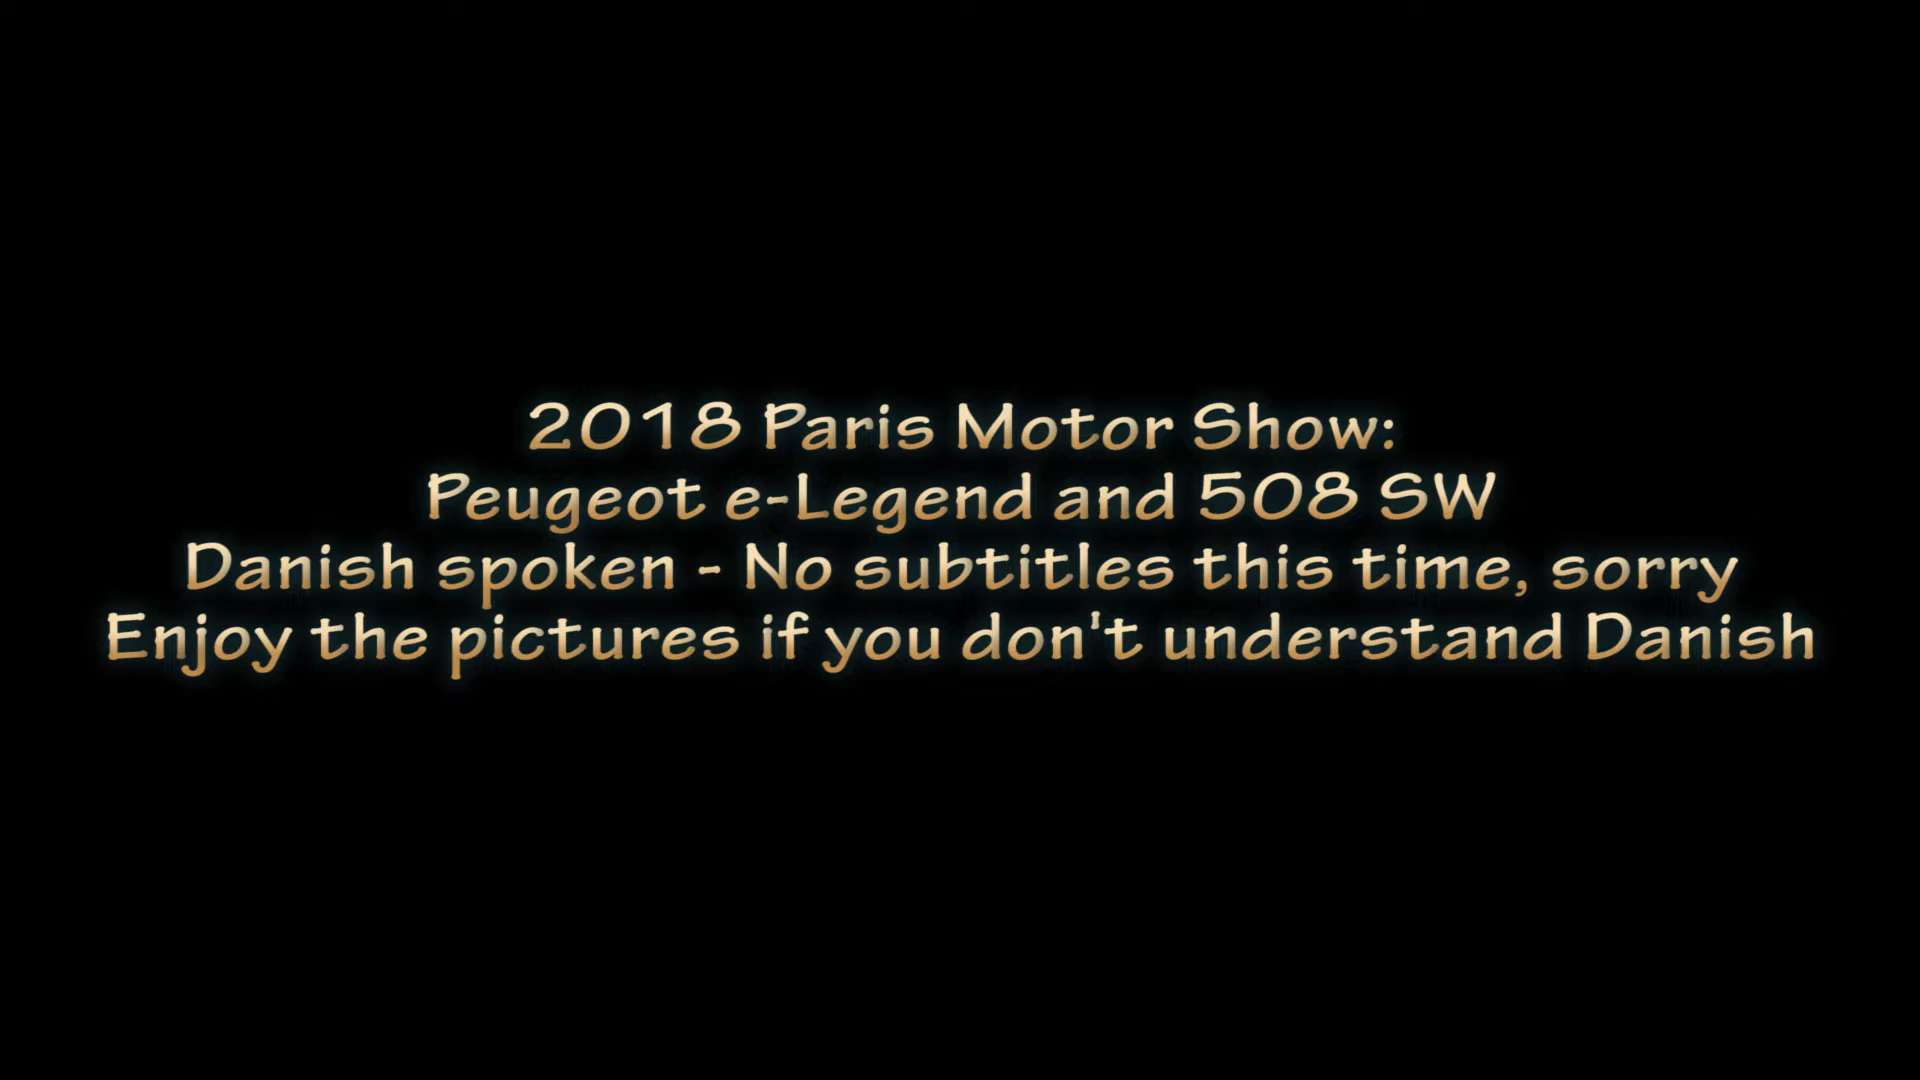 2018 Paris Motor Show:
Peugeot e-Legend and 508 SW
Danish spoken - No subtitles this time, sorry
Enjoy the pictures if you don't understand Danish